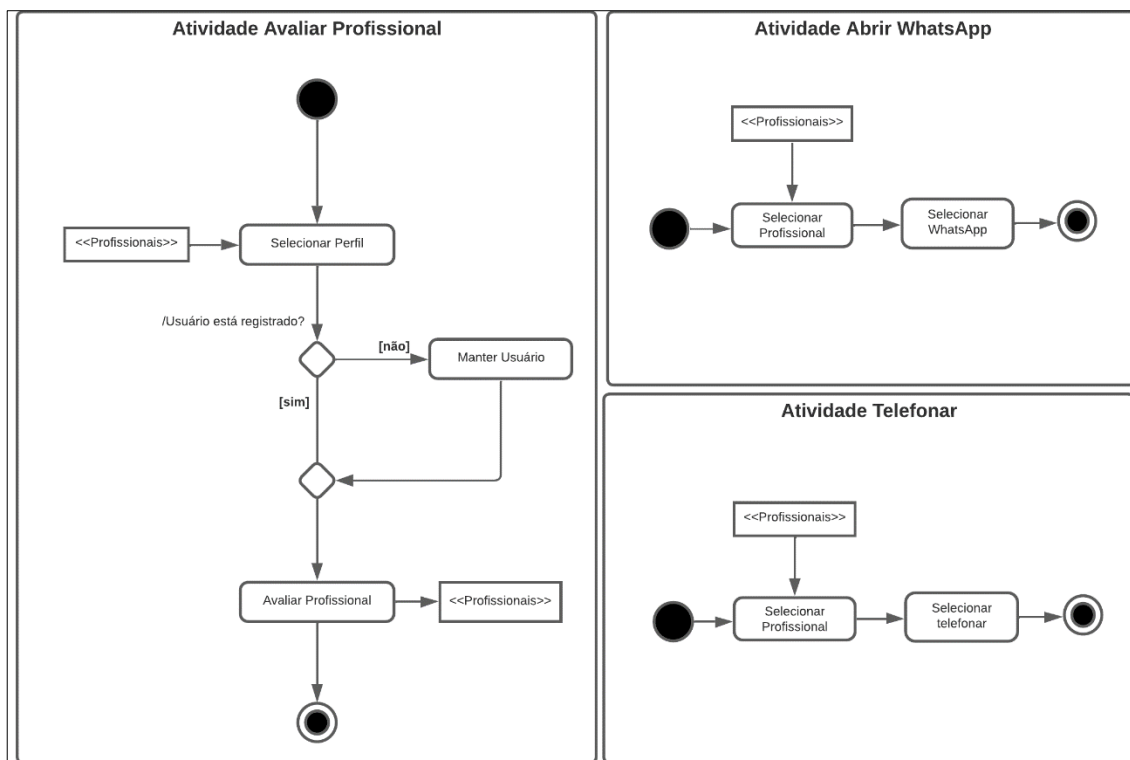 Atividade Avaliar Profissional
<<Profissionais>>
Selecionar Perfil
/Usuário está registrado?
[não]
Manter Usuário
[sim]
Avaliar Profissional
<<Profissionais>>
Atividade Abrir WhatsApp
<<Profissionais>>
Selecionar
Profissional
Selecionar
WhatsApp
Atividade Telefonar
<<Profissionais>>
Selecionar
Profissional
Selecionar
telefonar